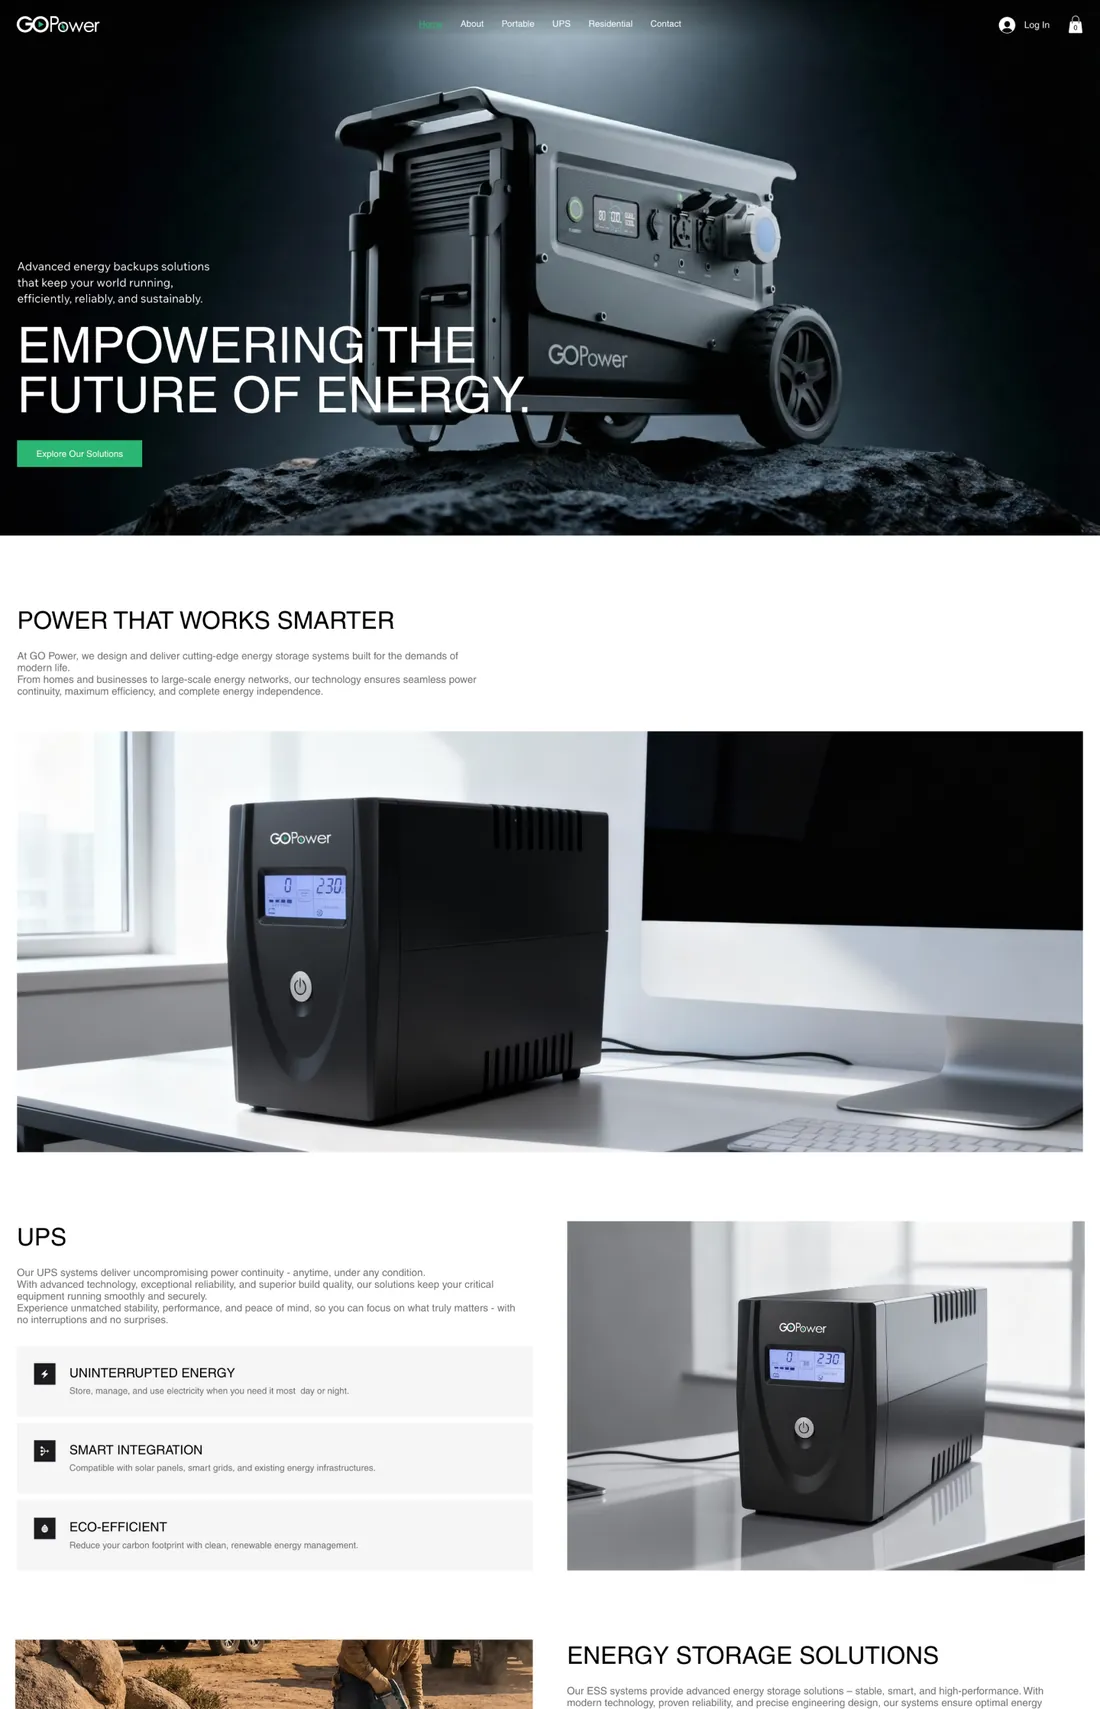 GOPower
Home About Portable UPS Residential Contact
Log In
0
Advanced energy backups solutions
that keep your world running,
efficiently, reliably, and sustainably.
EMPOWERING THE
FUTURE OF ENERGY.
GOPower
Explore Our Solutions
POWER THAT WORKS SMARTER
At GO Power, we design and deliver cutting-edge energy storage systems built for the demands of
modern life.
From homes and businesses to large-scale energy networks, our technology ensures seamless power
continuity, maximum efficiency, and complete energy independence.
GOPower
0 230
UPS
Our UPS systems deliver uncompromising power continuity - anytime, under any condition.
With advanced technology, exceptional reliability, and superior build quality, our solutions keep your critical
equipment running smoothly and securely.
Experience unmatched stability, performance, and peace of mind, so you can focus on what truly matters - with
no interruptions and no surprises.
UNINTERRUPTED ENERGY
Store, manage, and use electricity when you need it most  day or night.
SMART INTEGRATION
Compatible with solar panels, smart grids, and existing energy infrastructures.
ECO-EFFICIENT
Reduce your carbon footprint with clean, renewable energy management.
GOPower
0 230
ENERGY STORAGE SOLUTIONS
Our ESS systems provide advanced energy storage solutions – stable, smart, and high-performance. With
modern technology, proven reliability, and precise engineering design, our systems ensure optimal energy